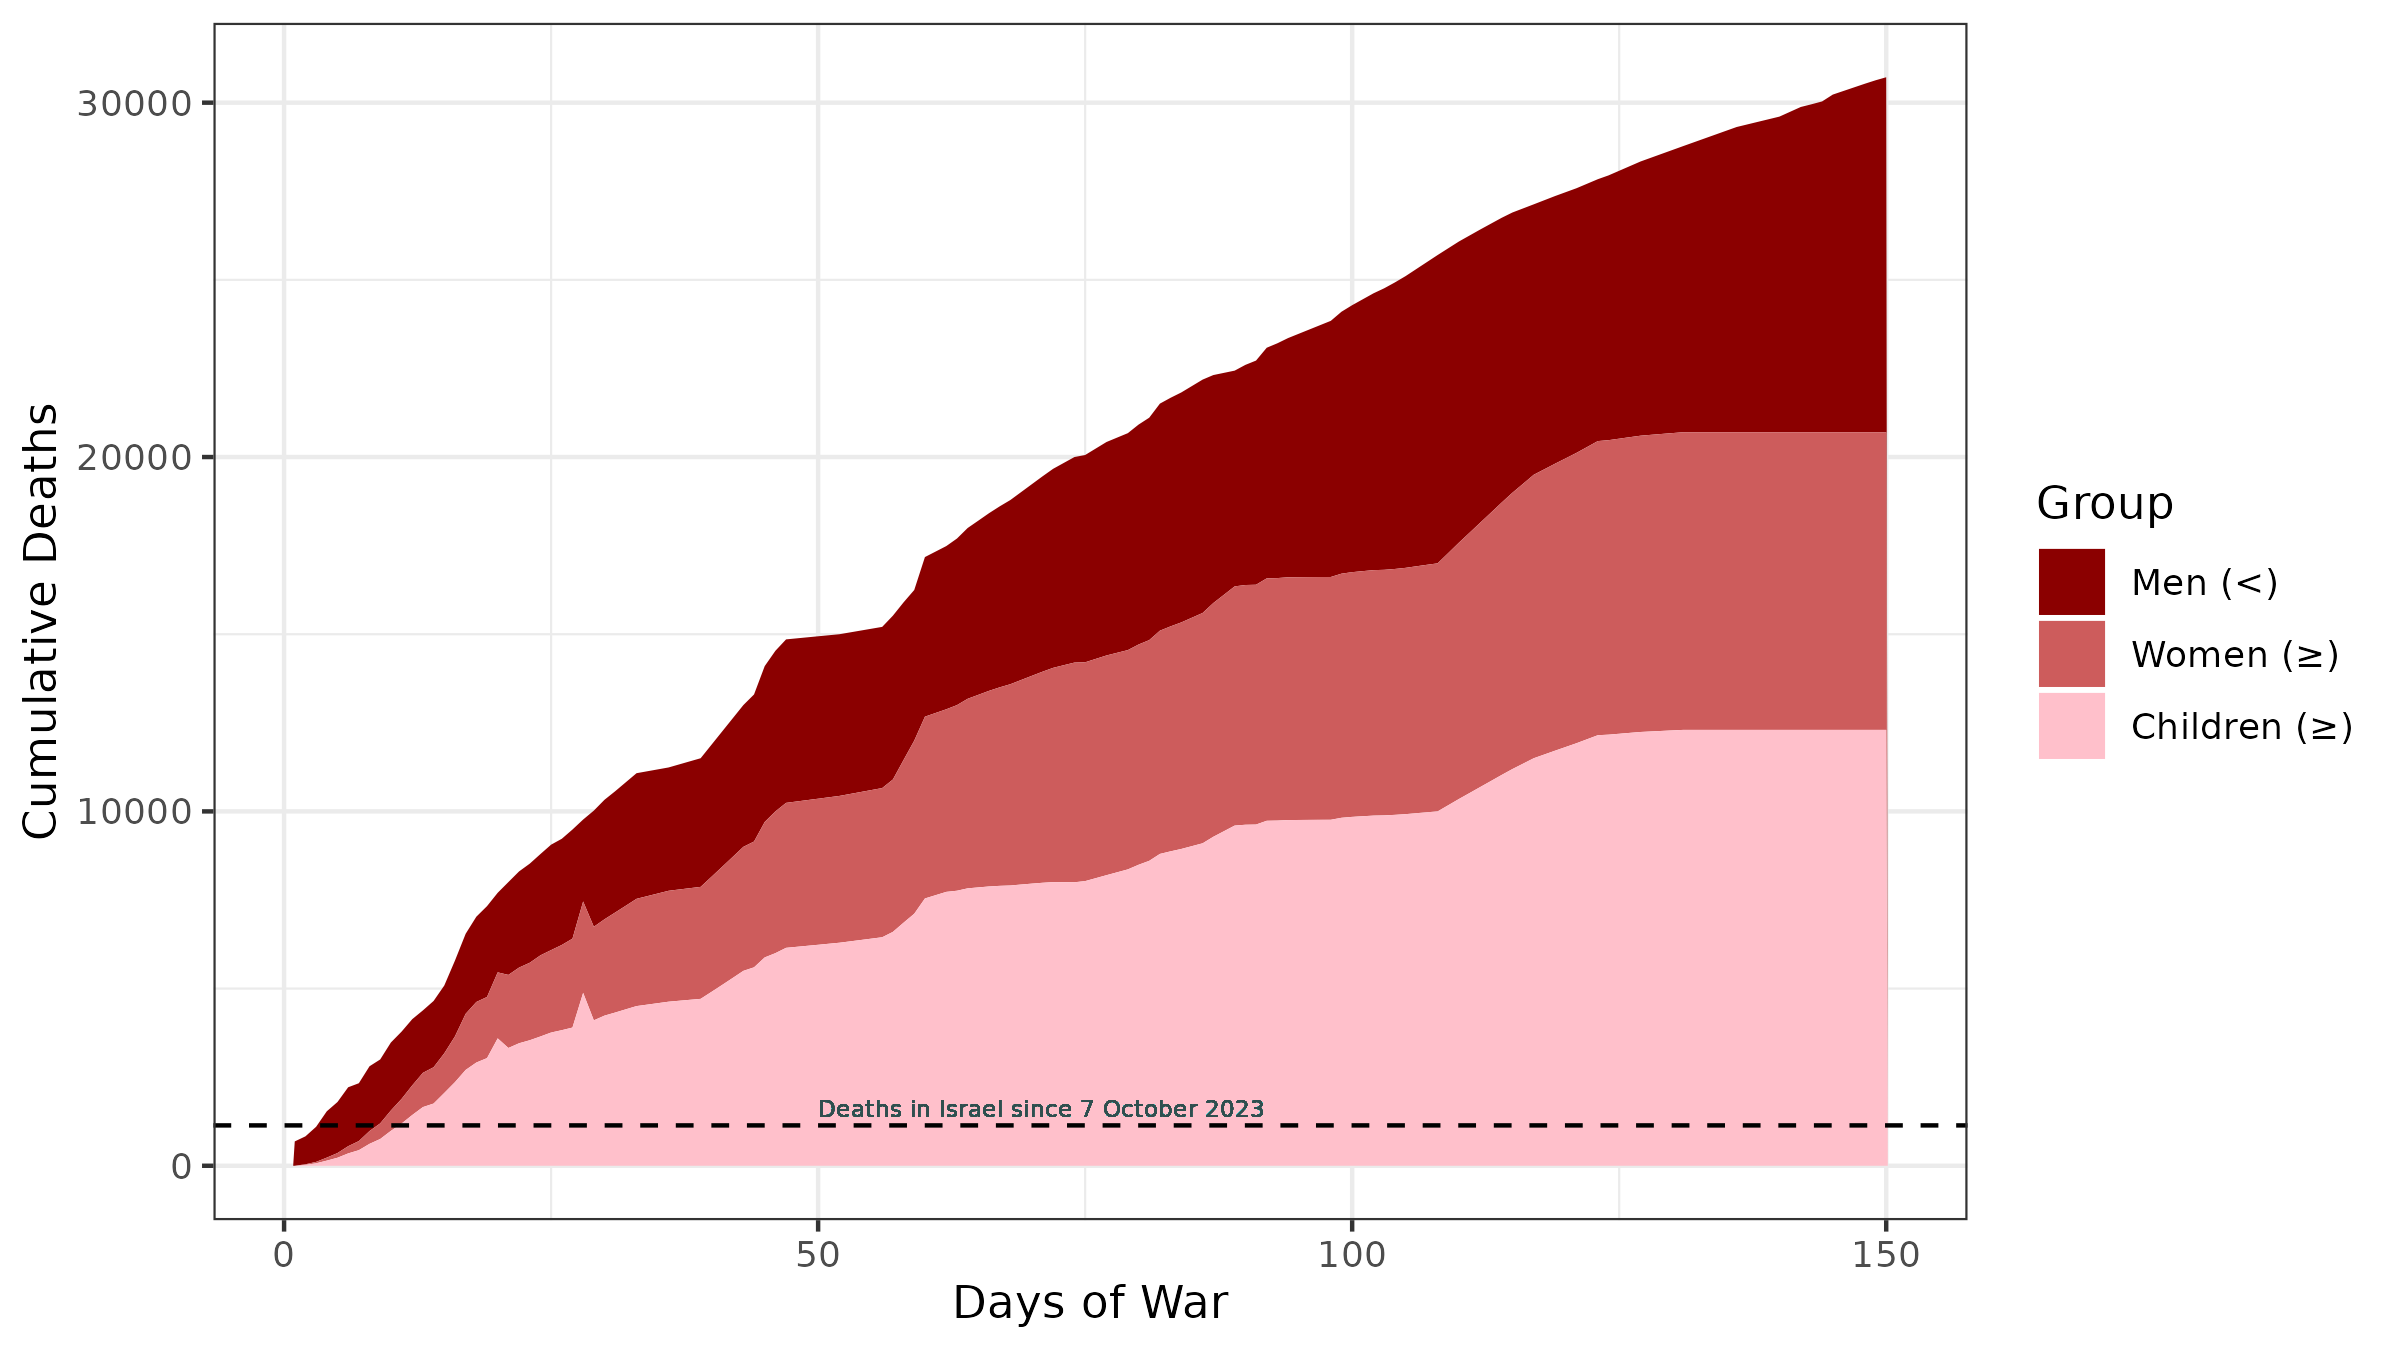 30000
20000
10000
0
Cumulative Deaths
Deaths in Israel since 7 October 2023
0 50 100 150
Days of War
Group
Men (<)
Women (≥)
Children (≥)